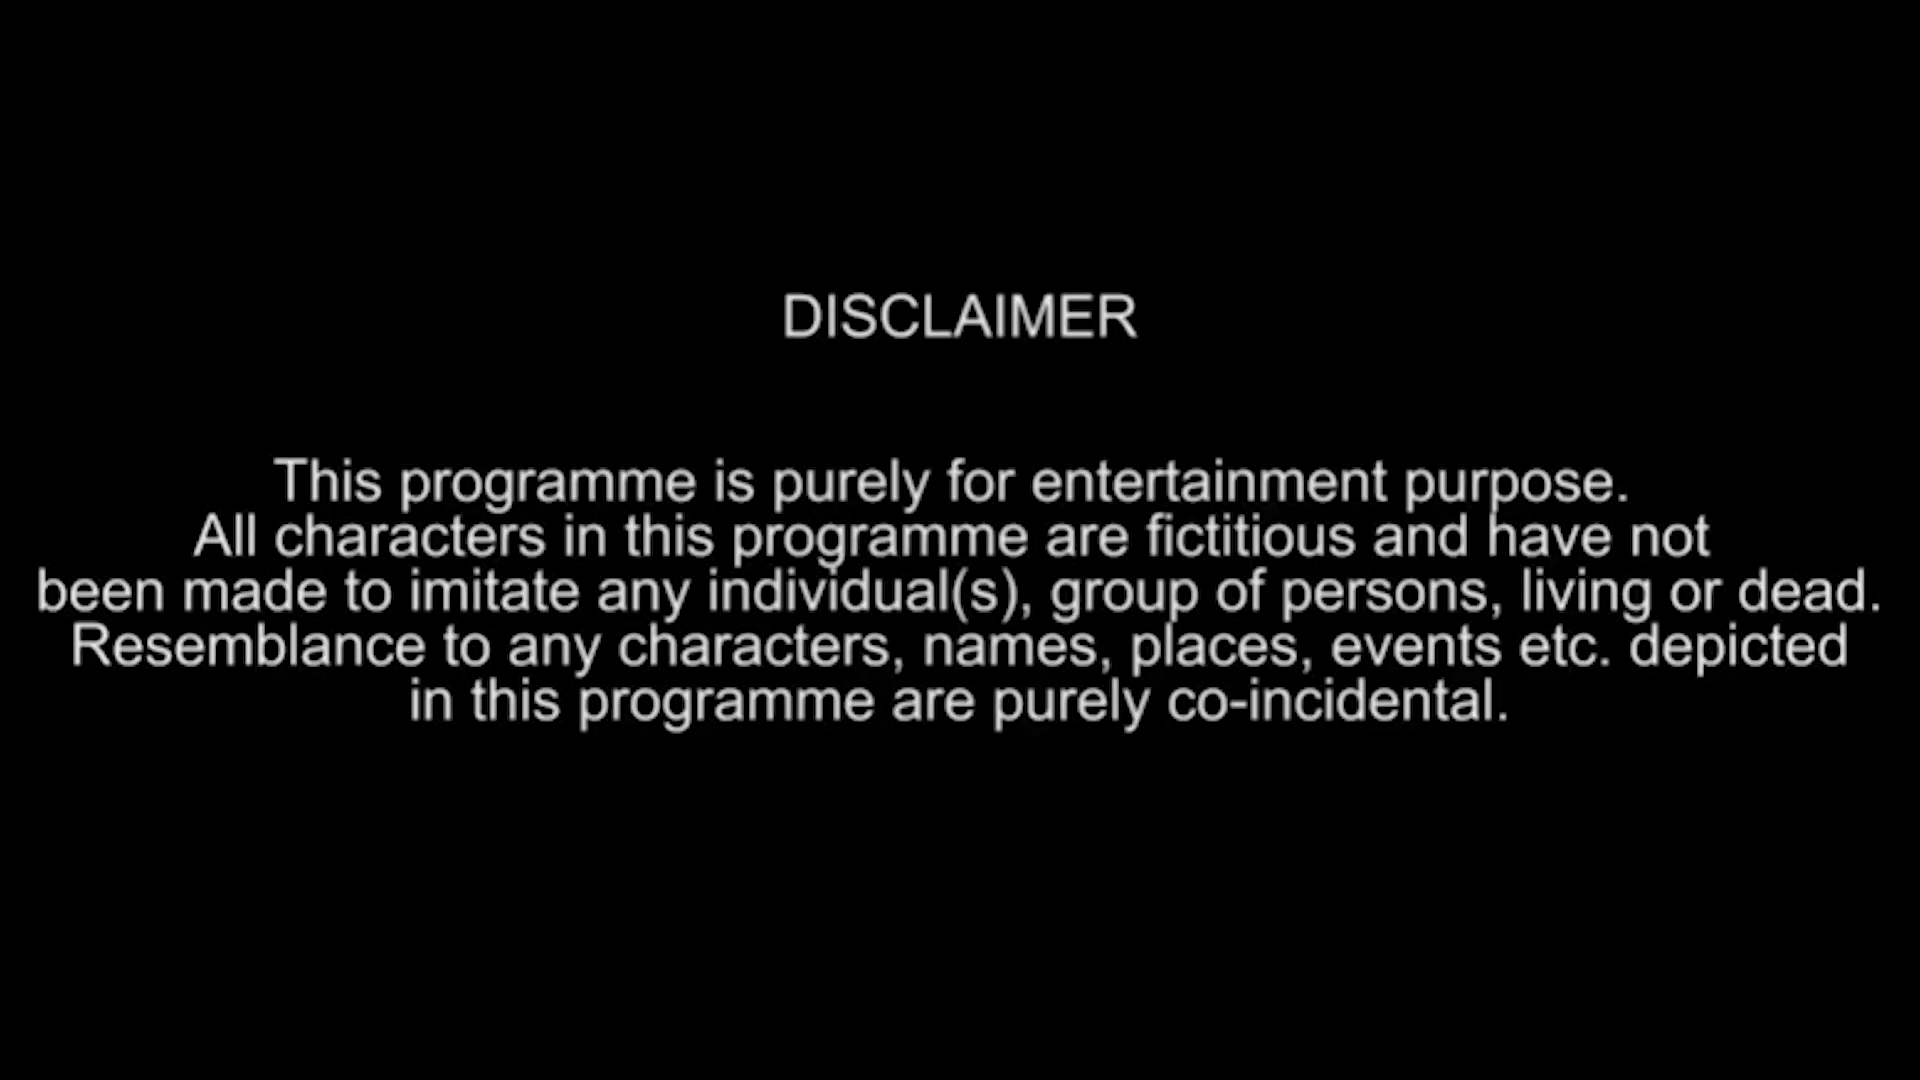 DISCLAIMER
This programme is purely for entertainment purpose.
All characters in this programme are fictitious and have not
been made to imitate any individual(s), group of persons, living or dead.
Resemblance to any characters, names, places, events etc. depicted
in this programme are purely co-incidental.